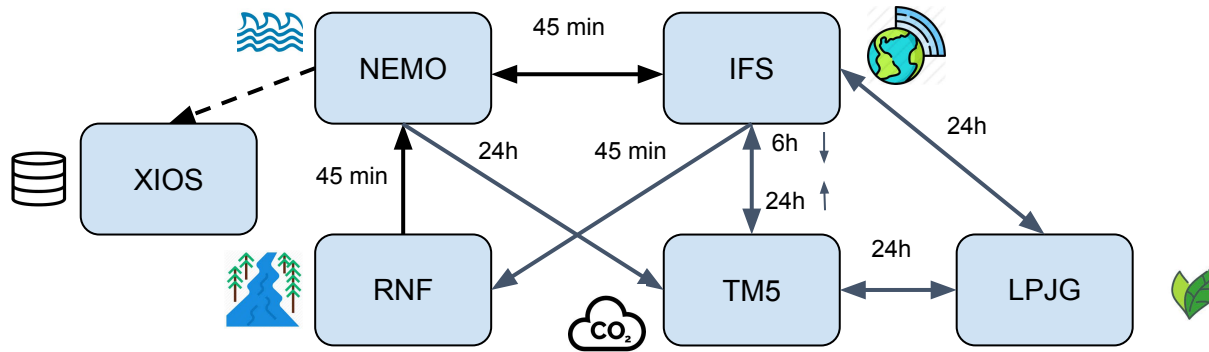 45 min
NEMO
IFS
24h
45 min
6h
24h
XIOS
45 min
24h
24h
RNF
TM5
LPJG
CO₂